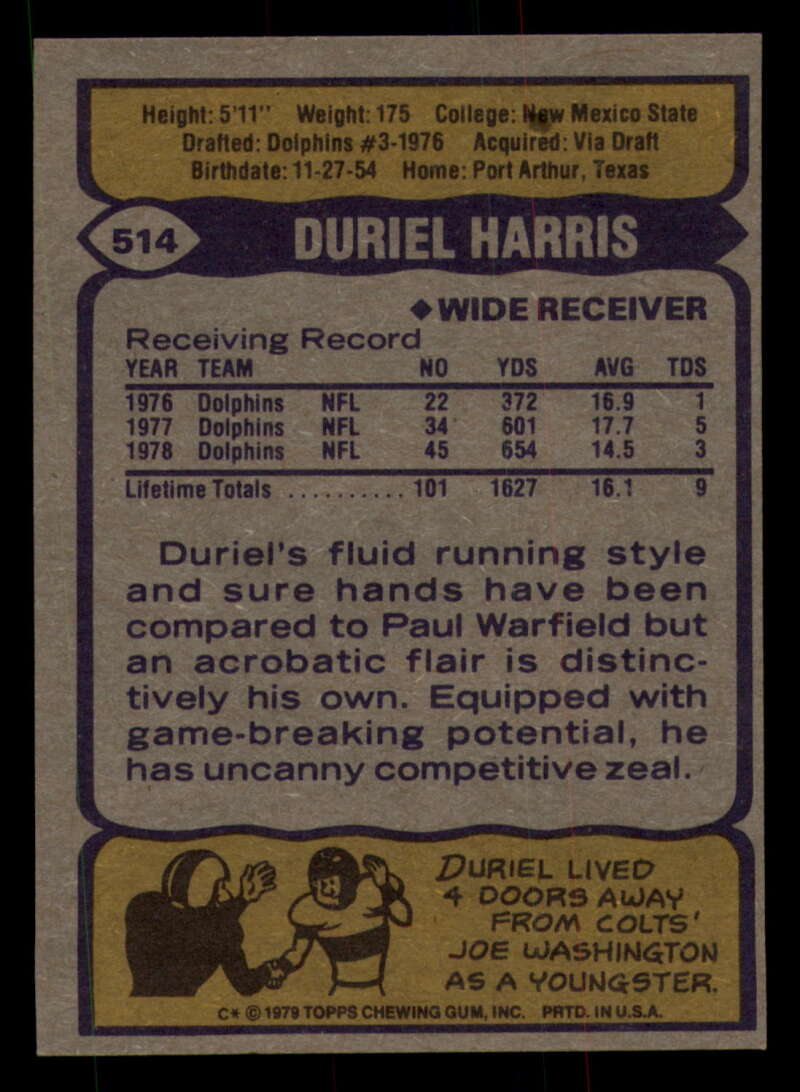 Height: 5'11" Weight: 175 College: New Mexico State
Drafted: Dolphins #3-1976 Acquired: Via Draft
Birthdate: 11-27-54 Home: Port Arthur, Texas
514 DURIEL HARRIS
◆WIDE RECEIVER
Receiving Record
YEAR TEAM NO YDS AVG TDS
1976 Dolphins NFL 22 372 16.9 1
1977 Dolphins NFL 34 601 17.7 5
1978 Dolphins NFL 45 654 14.5 3
Lifetime Totals .......... 101 1627 16.1 9
Duriel's fluid running style
and sure hands have been
compared to Paul Warfield but
an acrobatic flair is distinc-
tively his own. Equipped with
game-breaking potential, he
has uncanny competitive zeal.
DURIEL LIVED
4 DOORS AWAY
FROM COLTS'
JOE WASHINGTON
AS A YOUNGSTER.
C* © 1979 TOPPS CHEWING GUM, INC. PRTD. IN U.S.A.